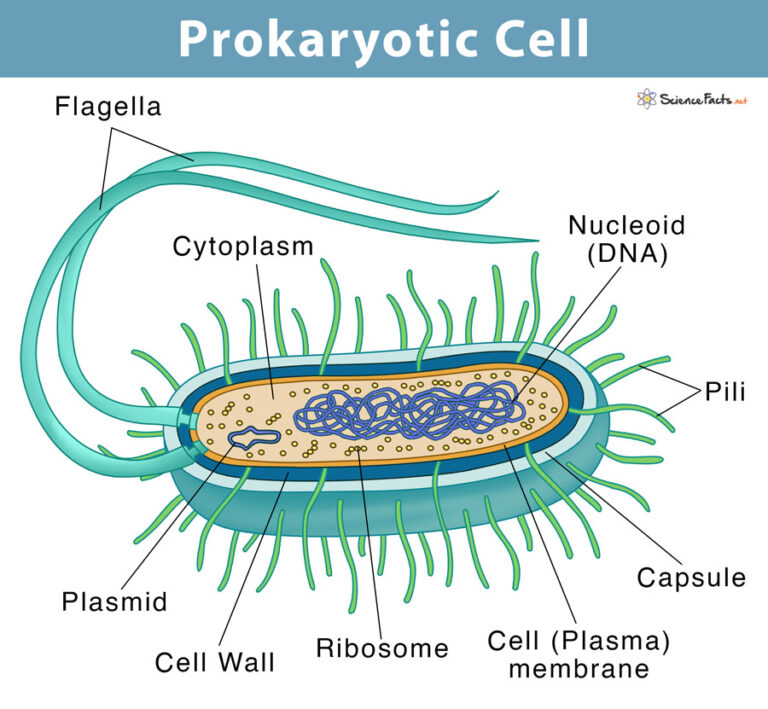 Prokaryotic Cell
ScienceFacts.net
Flagella
Cytoplasm
Nucleoid
(DNA)
Pili
Capsule
Plasmid
Cell Wall
Ribosome
Cell (Plasma)
membrane